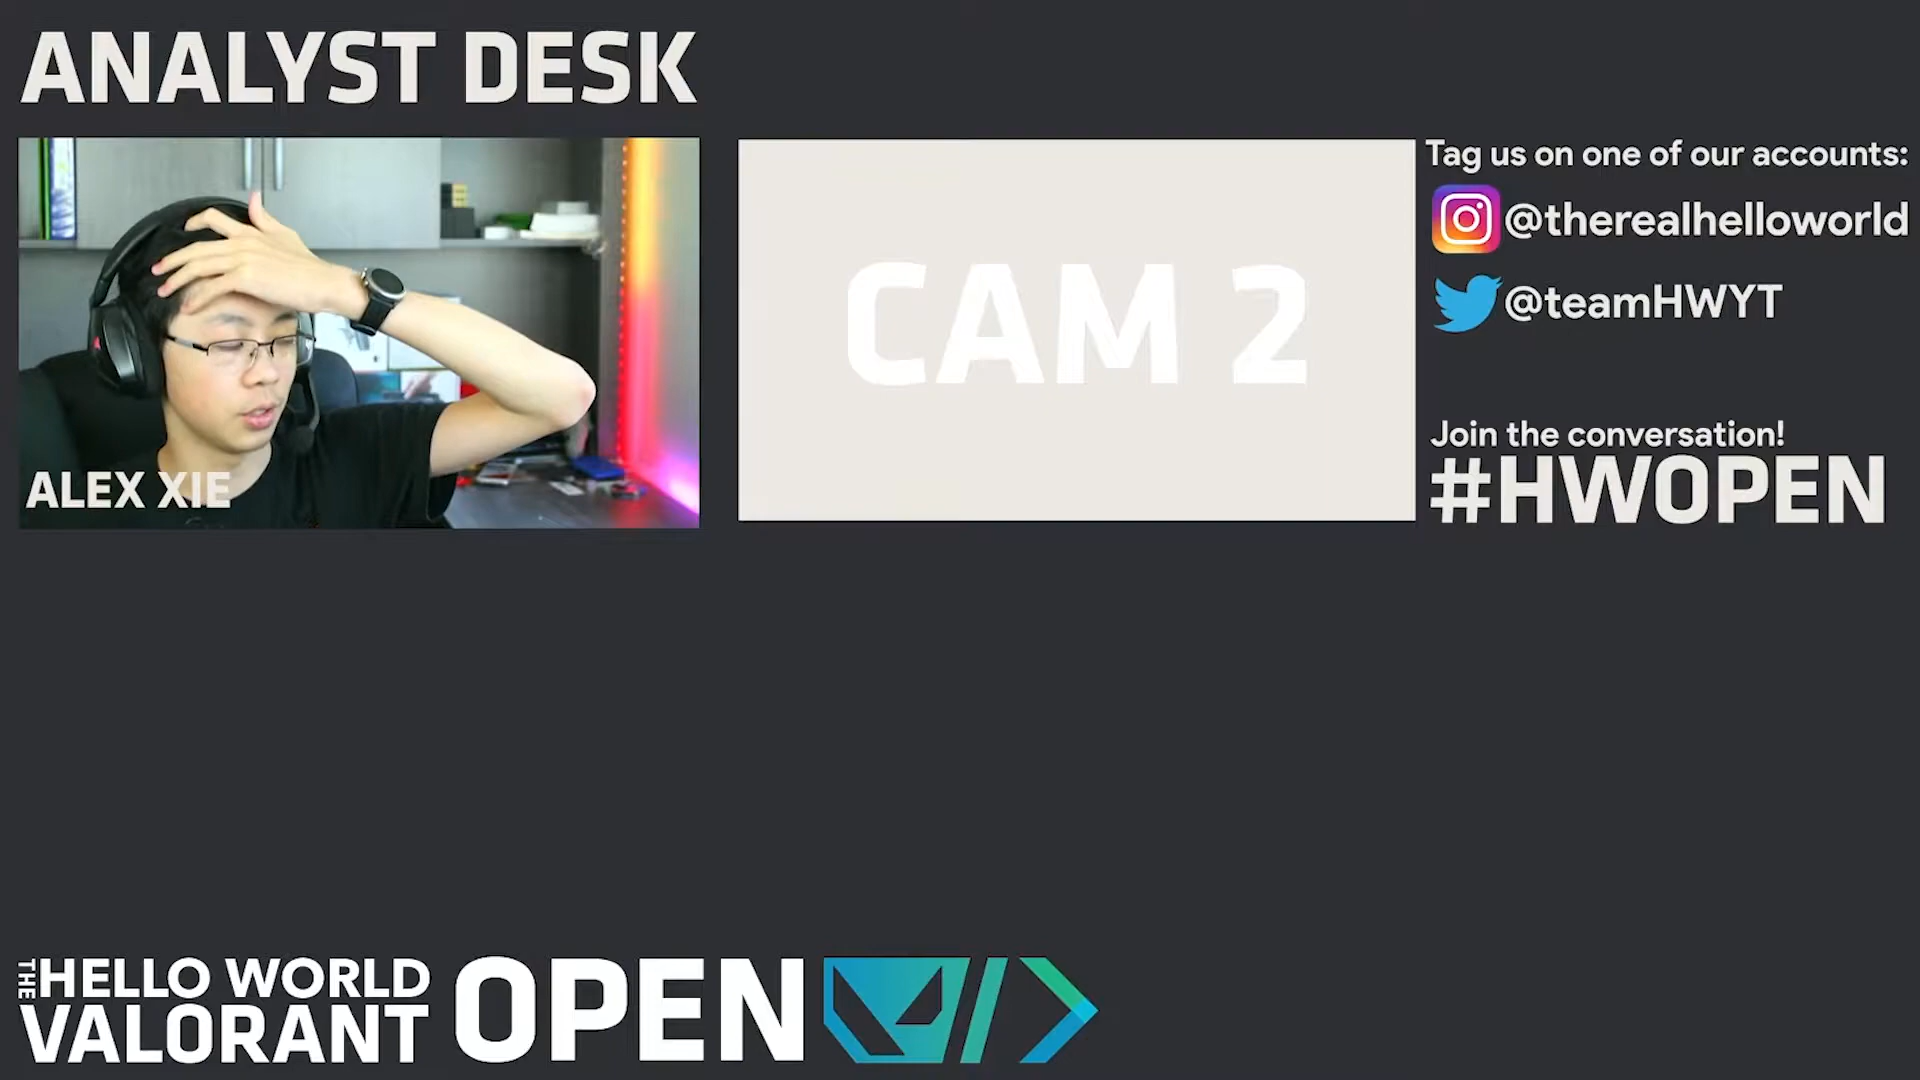 ANALYST DESK
ALEX XIE
CAM 2
Tag us on one of our accounts:
@therealhelloworld
@teamHWYT
Join the conversation!
#HWOPEN
THE HELLO WORLD
VALORANT OPEN